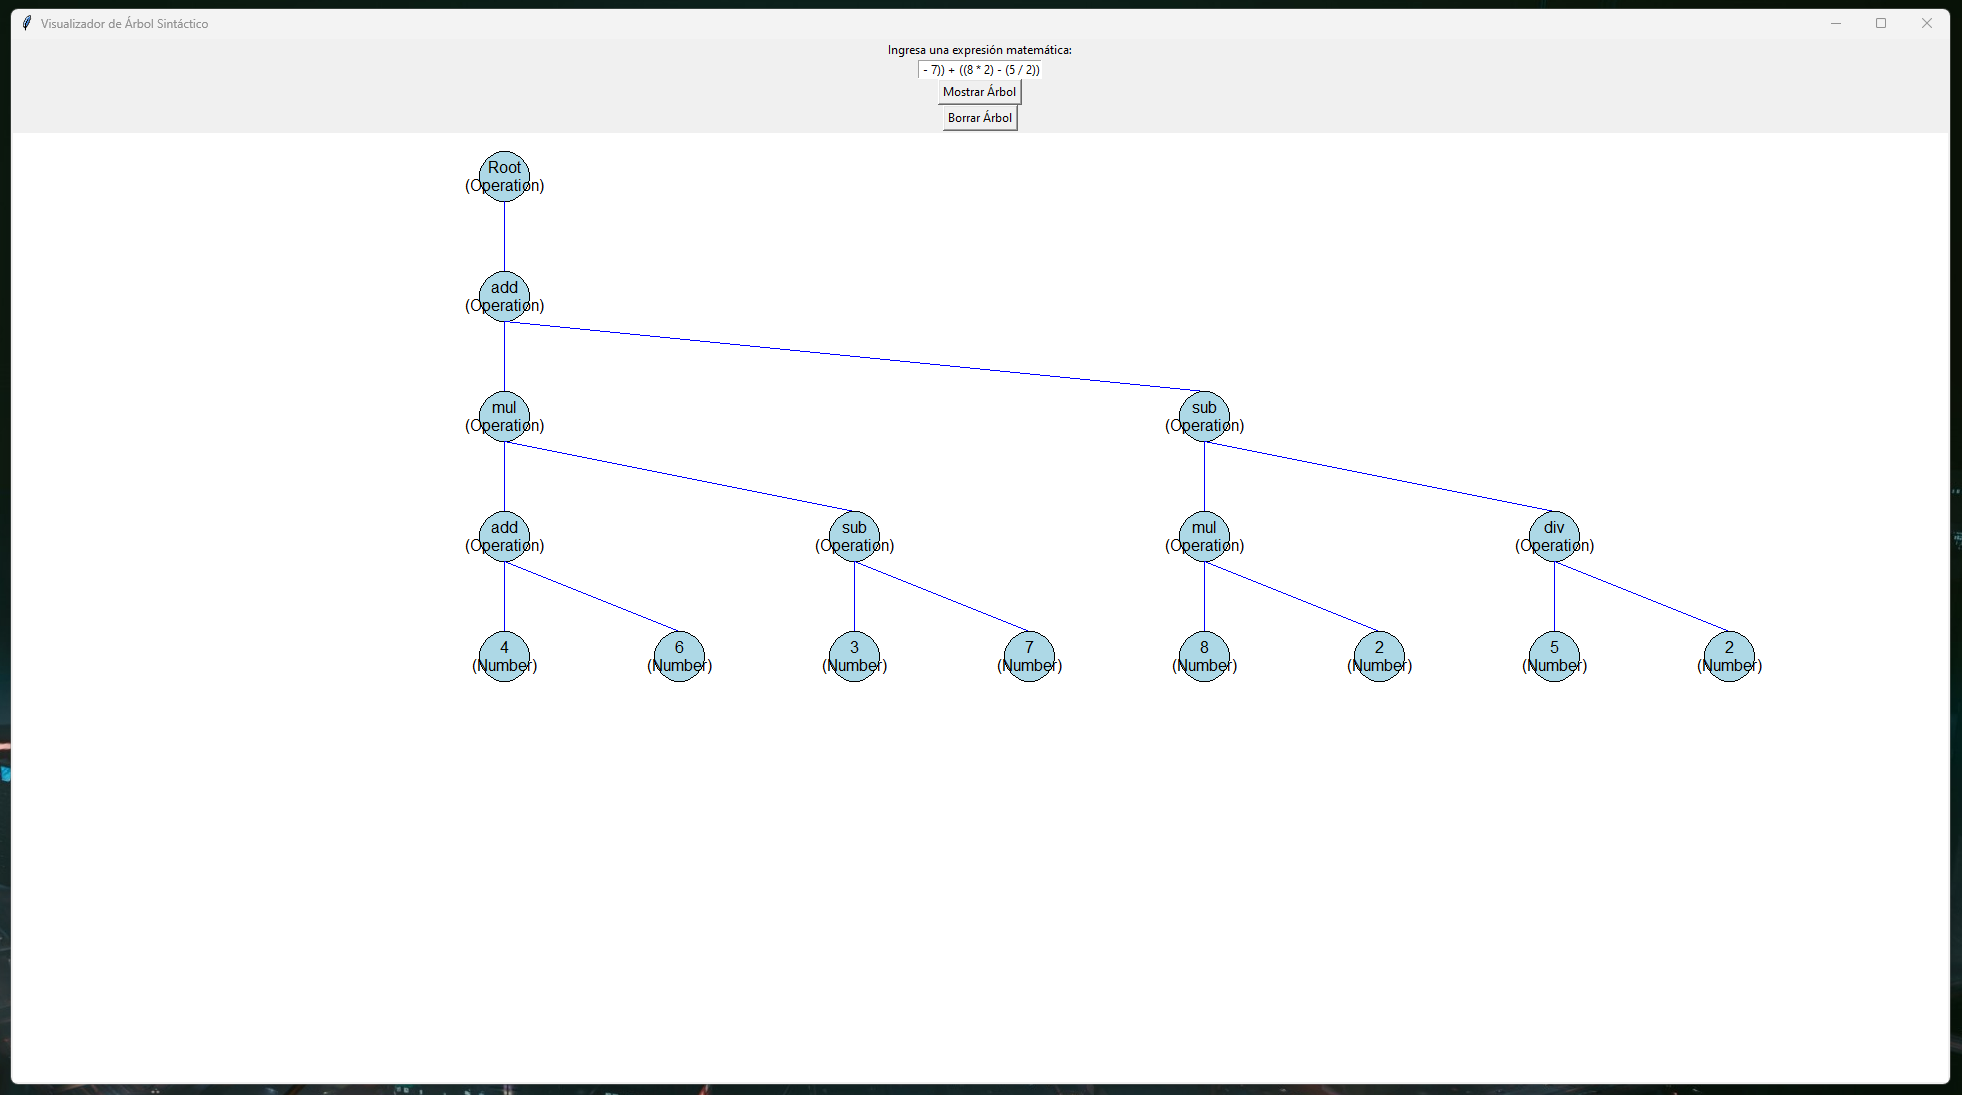 Visualizador de Árbol Sintáctico
Ingresa una expresión matemática:
- 7)) + ((8 * 2) - (5 / 2))
Mostrar Árbol
Borrar Árbol
Root
(Operation)
add
(Operation)
mul
(Operation)
sub
(Operation)
add
(Operation)
sub
(Operation)
mul
(Operation)
div
(Operation)
4
(Number)
6
(Number)
3
(Number)
7
(Number)
8
(Number)
2
(Number)
5
(Number)
2
(Number)